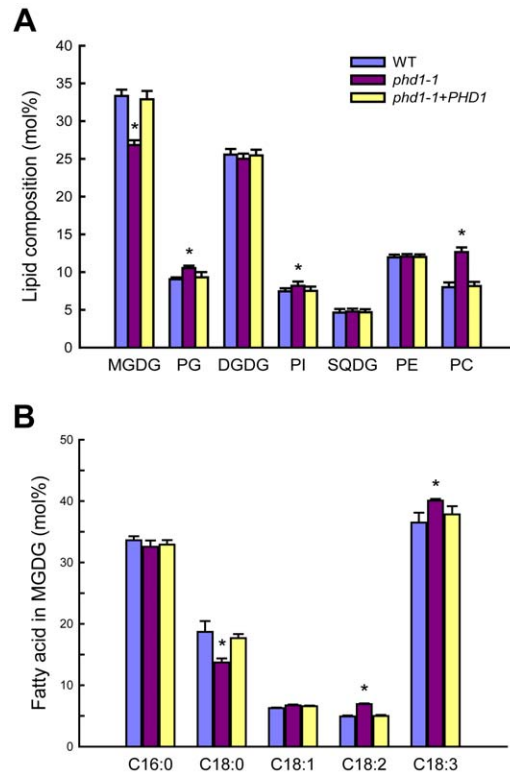 A
Lipid composition (mol%)
40
35
30
25
20
15
10
5
0
WT
phd1-1
phd1-1+PHD1
*
*
*
*
MGDG PG DGDG PI SQDG PE PC
B
Fatty acid in MGDG (mol%)
50
40
30
20
10
0
*
*
*
C16:0 C18:0 C18:1 C18:2 C18:3